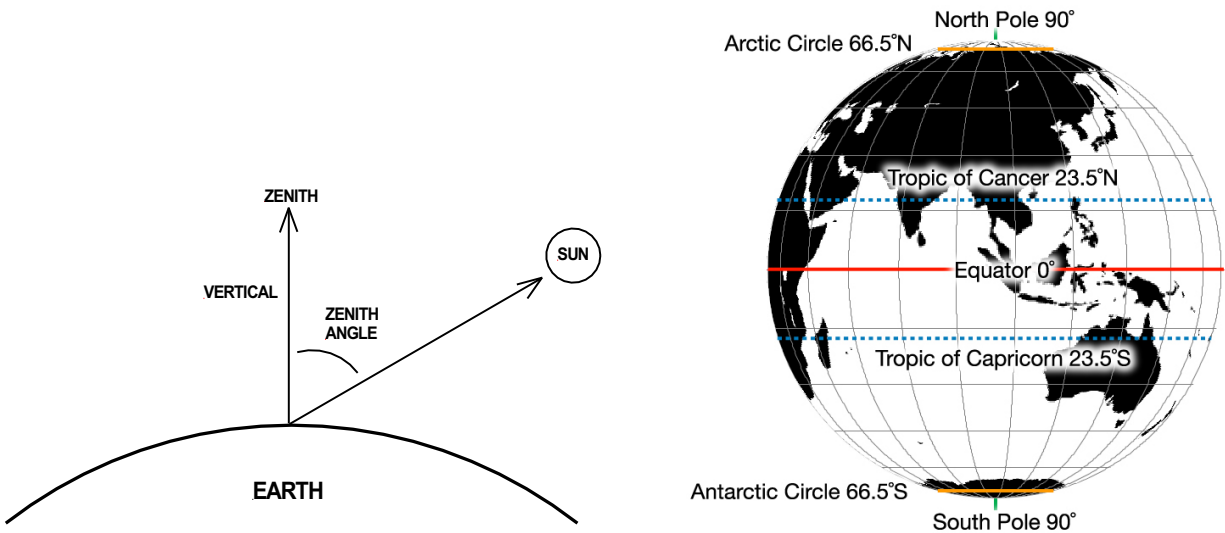 ZENITH
VERTICAL
ZENITH
ANGLE
SUN
EARTH
North Pole 90°
Arctic Circle 66.5°N
Tropic of Cancer 23.5°N
Equator 0°
Tropic of Capricorn 23.5°S
Antarctic Circle 66.5°S
South Pole 90°